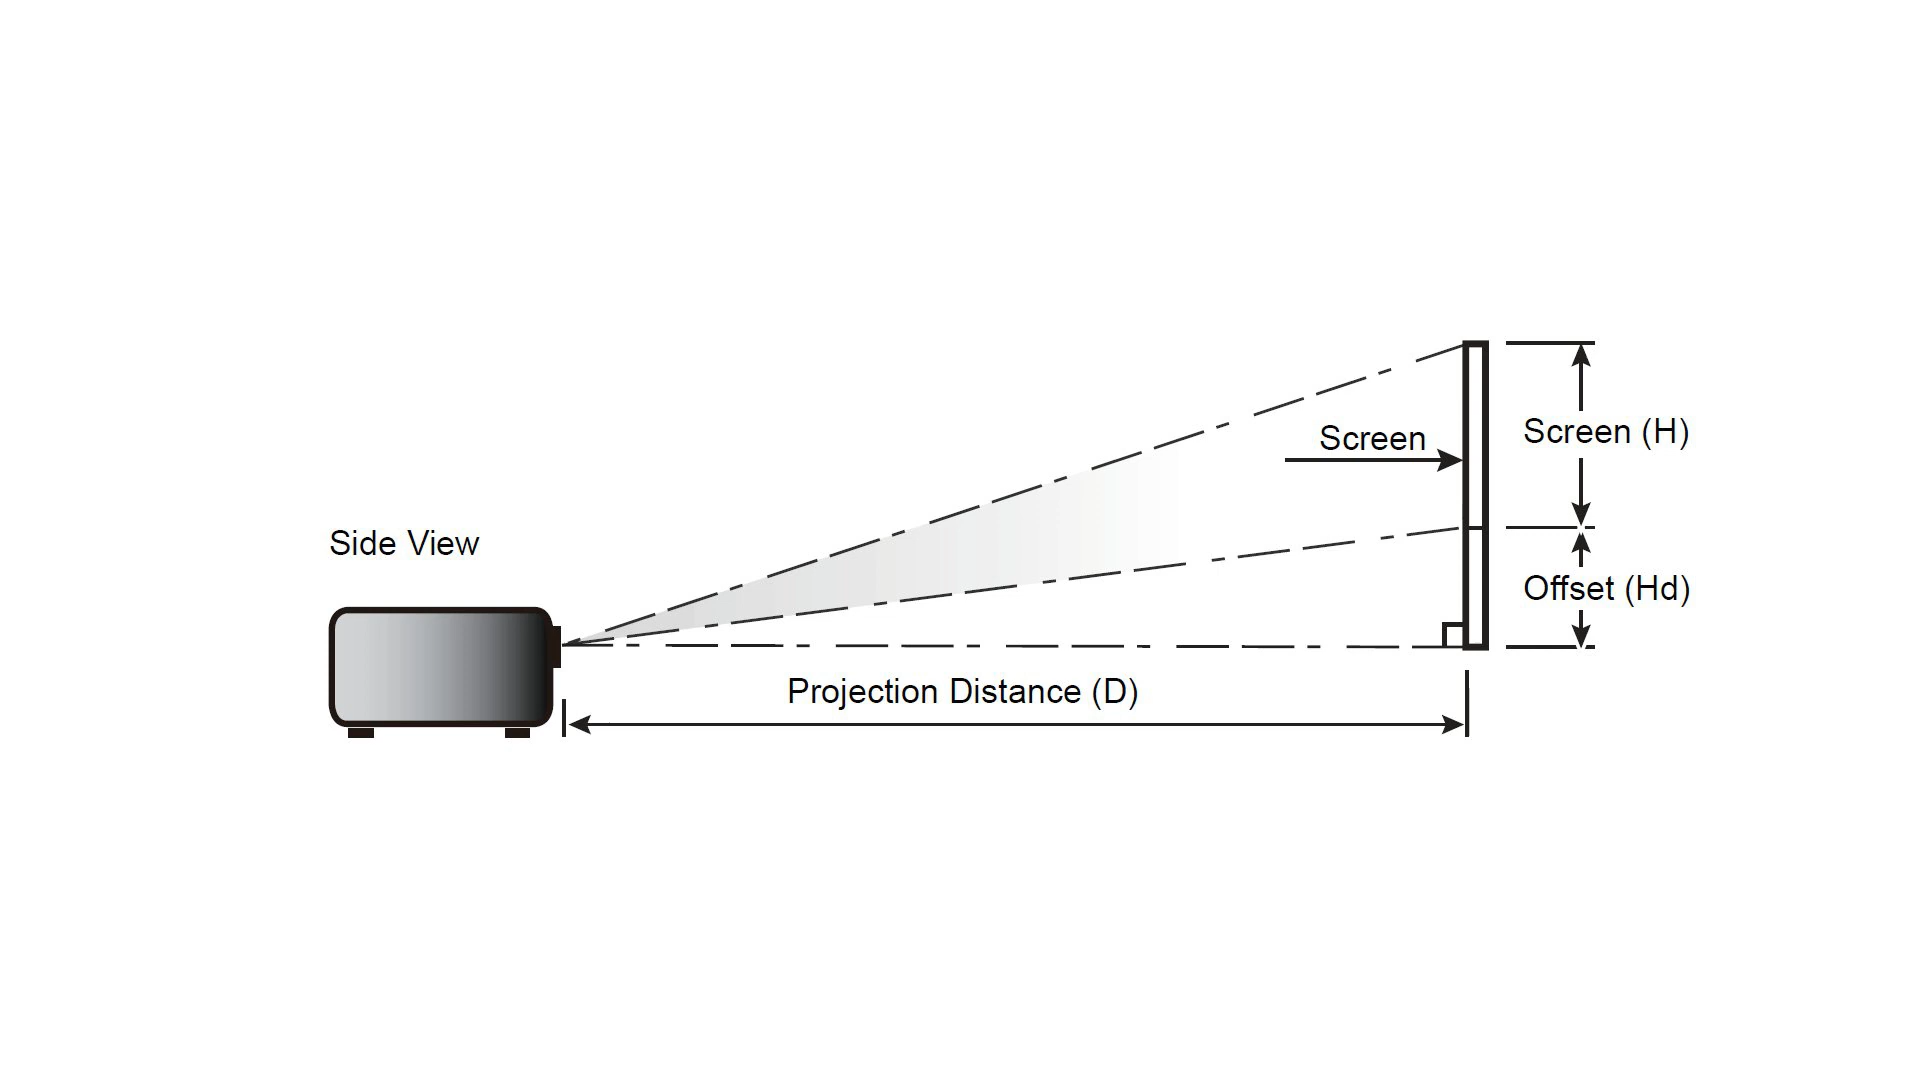 Screen
Screen (H)
Side View
Offset (Hd)
Projection Distance (D)